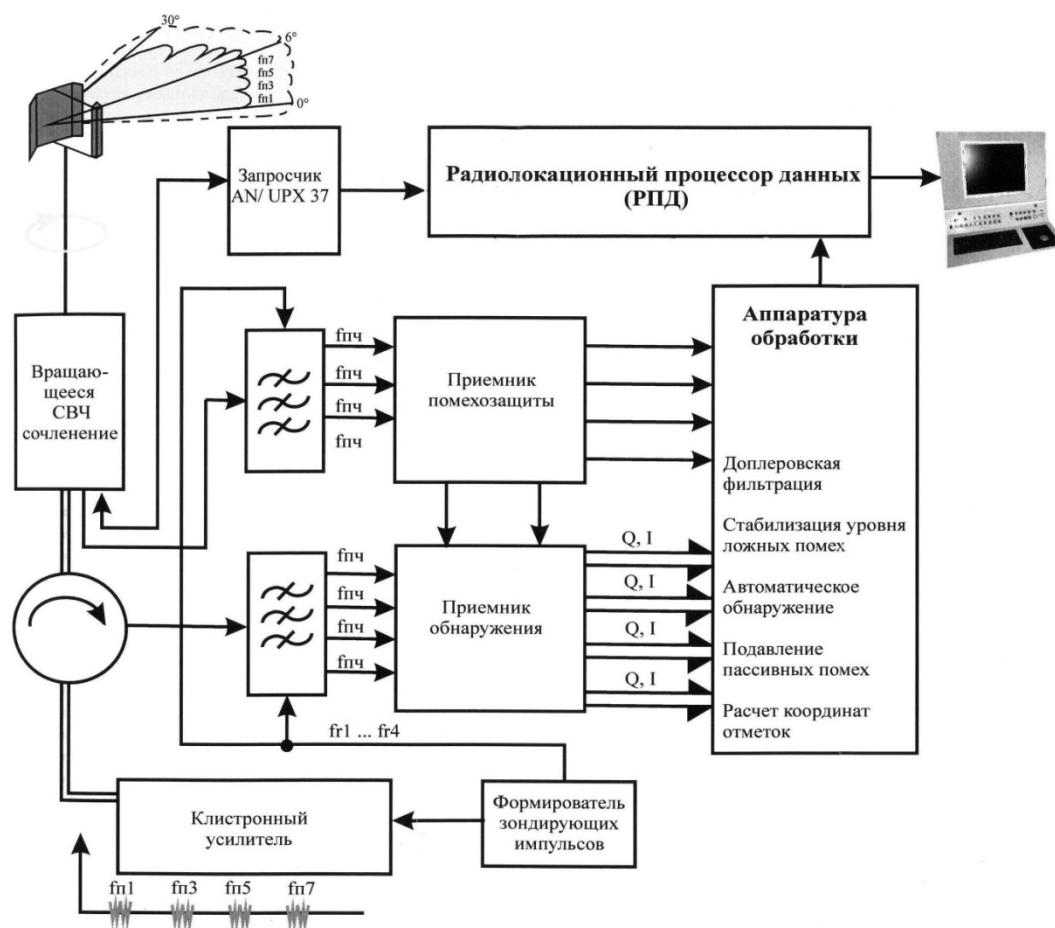 30°
6°
fп7
fп5
fп3
fп1
0°
Запросчик
AN/ UPX 37
Радиолокационный процессор данных
(РПД)
Вращаю-
щееся
СВЧ
сочленение
fпч
fпч
fпч
fпч
Приемник
помехозащиты
Аппаратура
обработки
Доплеровская
фильтрация
Стабилизация уровня
ложных помех
Автоматическое
обнаружение
Подавление
пассивных помех
Расчет координат
отметок
fпч
fпч
fпч
fпч
Приемник
обнаружения
Q, I
Q, I
Q, I
Q, I
fr1 ... fr4
Клистронный
усилитель
Формирователь
зондирующих
импульсов
fп1 fп3 fп5 fп7